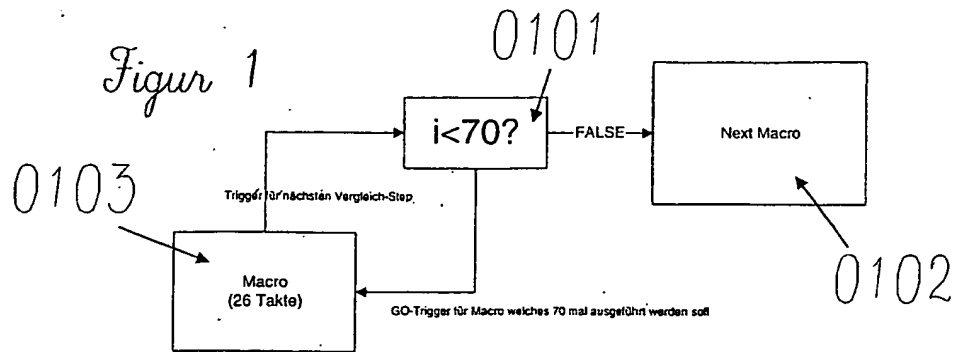 Figur 1
0101
i<70?
FALSE
Next Macro
0103
Trigger für nächsten Vergleich-Step
Macro
(26 Takte)
0102
GO-Trigger für Macro welches 70 mal ausgeführt werden soll